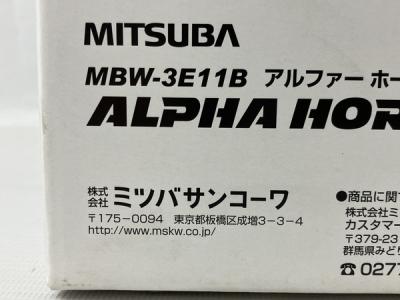 MITSUBA
MBW-3E11B アルファー ホー
ALPHA HOR
株式会社 ミツバサンコーワ
〒175-0094 東京都板橋区成増3-3-4
http://www.mskw.co.jp/
●商品に関
株式会社ミ
カスタマー
〒379-23
群馬県みど
☎0277